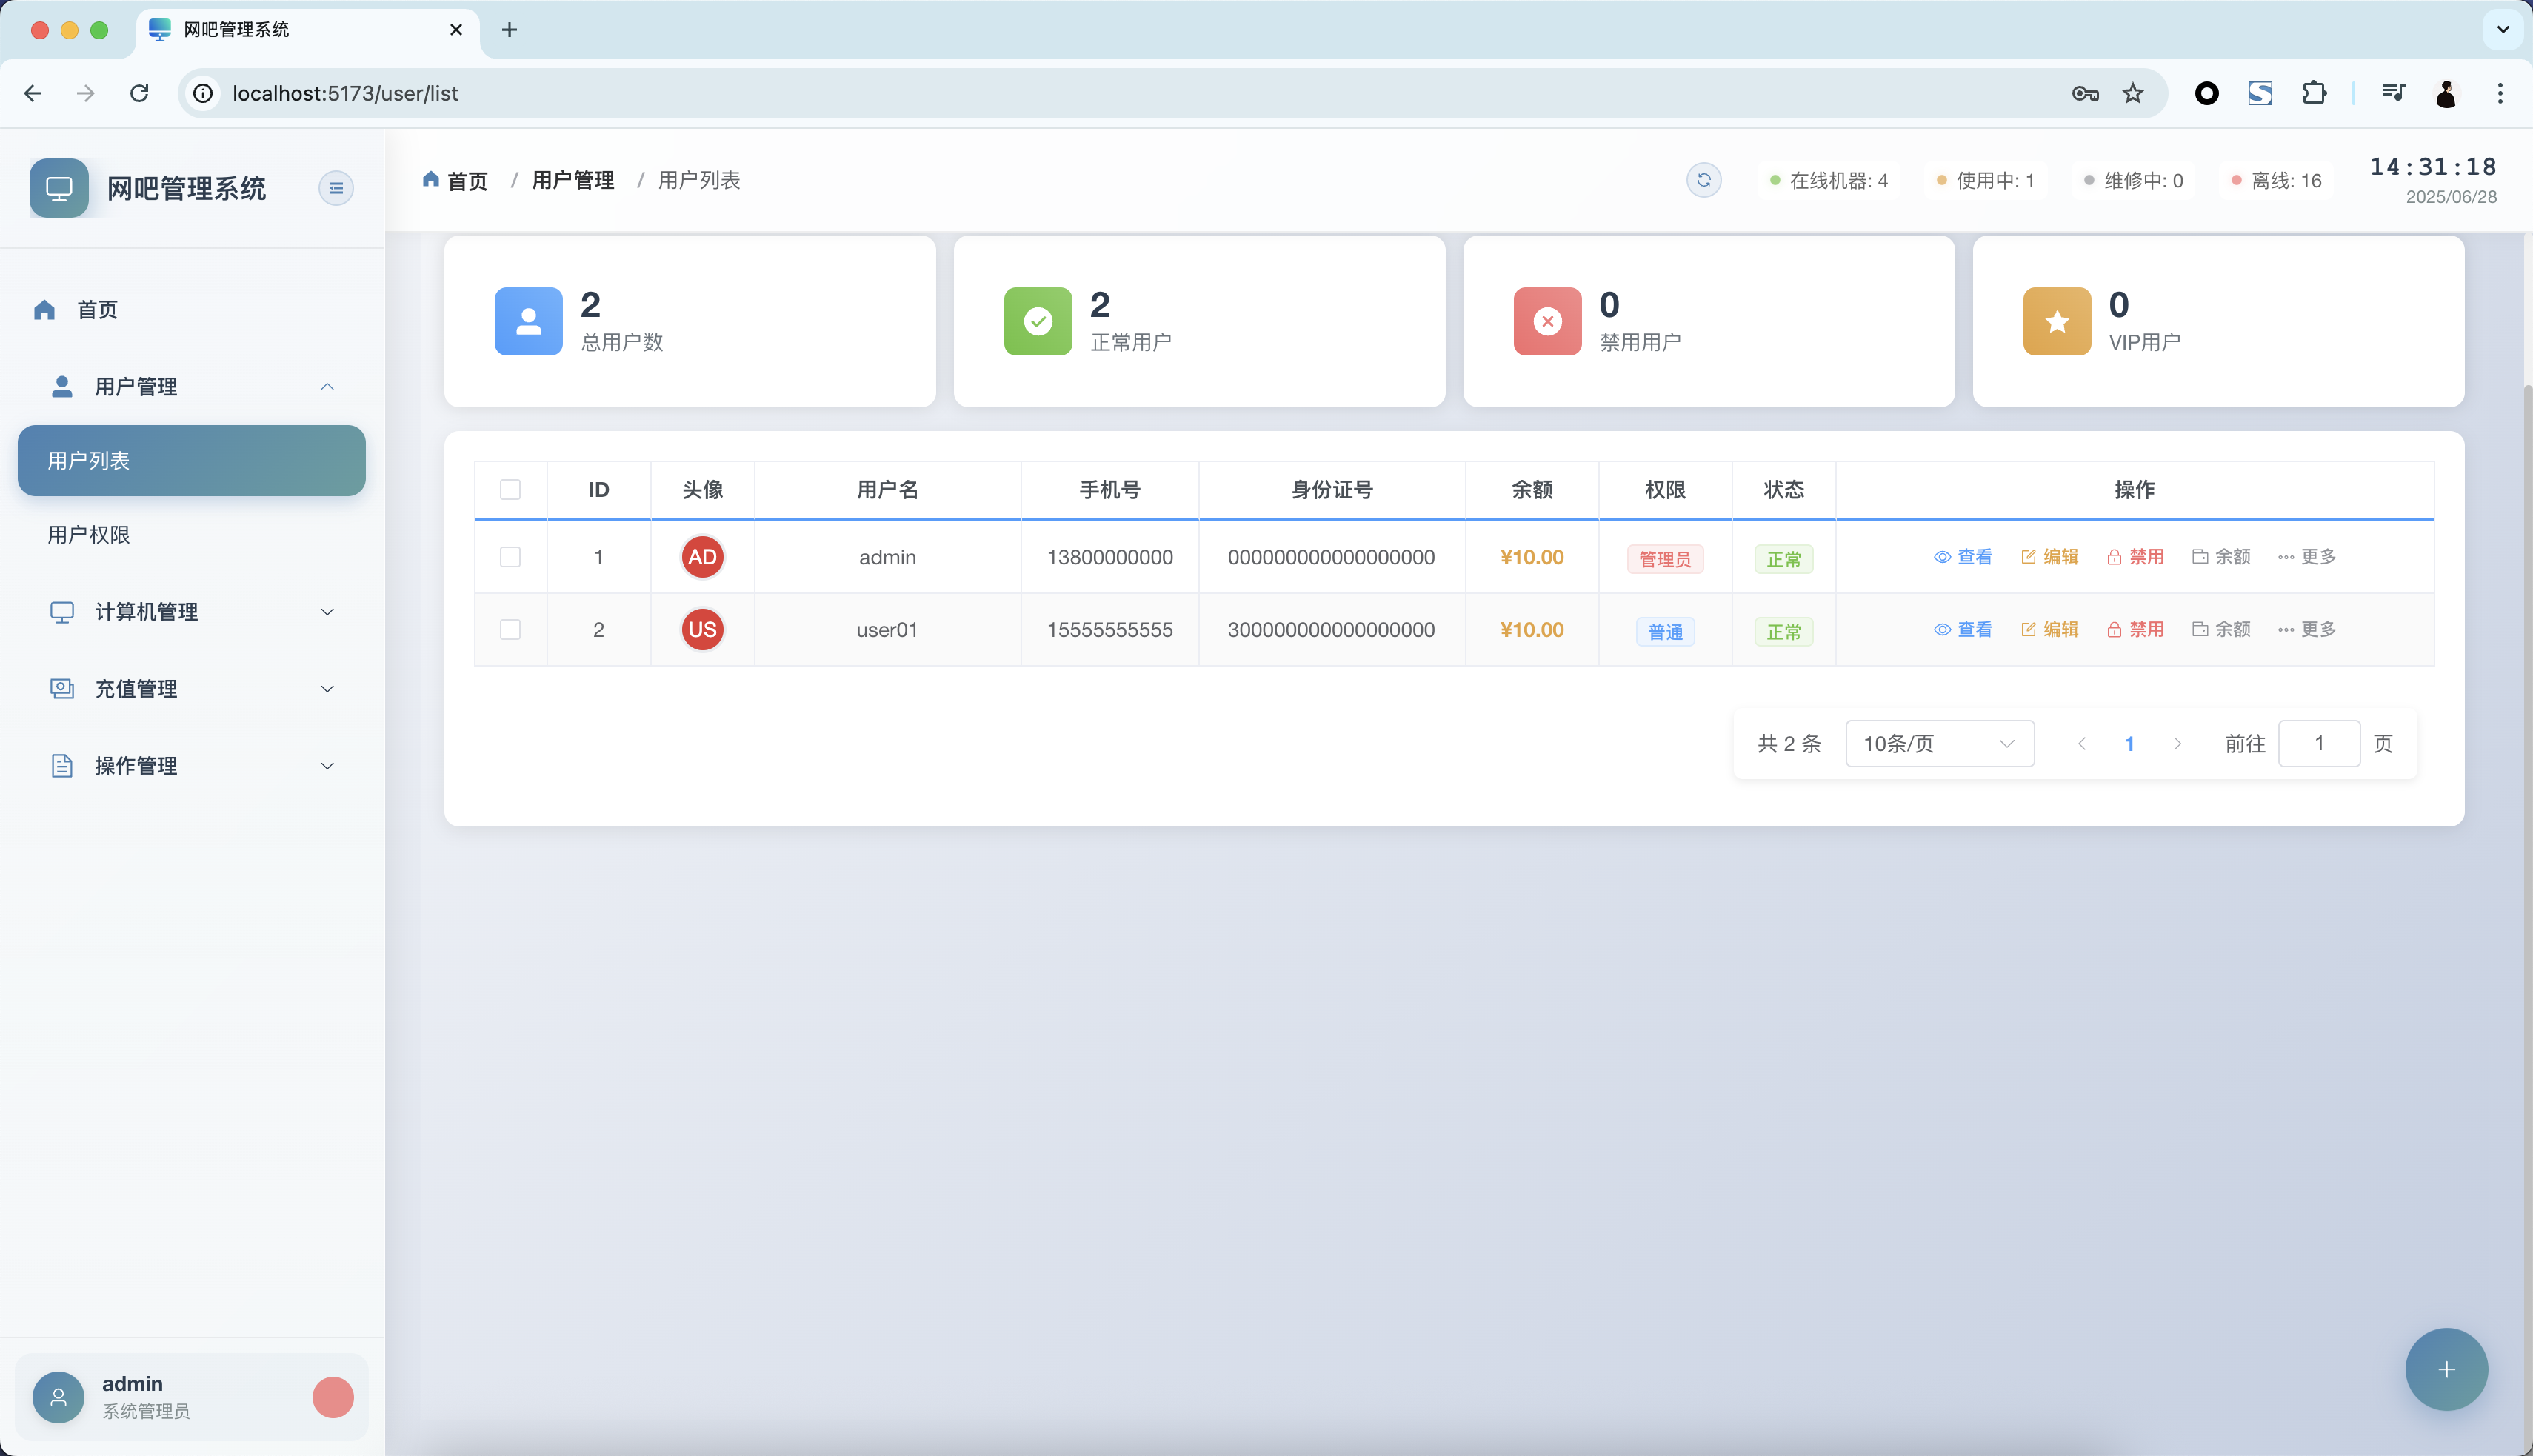 网吧管理系统
localhost:5173/user/list
网吧管理系统
首页 / 用户管理 / 用户列表
在线机器: 4 使用中: 1 维修中: 0 离线: 16
14:31:18
2025/06/28
首页
用户管理
用户列表
用户权限
计算机管理
充值管理
操作管理
admin
系统管理员
2
总用户数
2
正常用户
0
禁用用户
0
VIP用户
ID 头像 用户名 手机号 身份证号 余额 权限 状态 操作
1 AD admin 13800000000 000000000000000000 ¥10.00 管理员 正常 查看 编辑 禁用 余额 更多
2 US user01 15555555555 300000000000000000 ¥10.00 普通 正常 查看 编辑 禁用 余额 更多
共 2 条 10条/页 1 前往 1 页